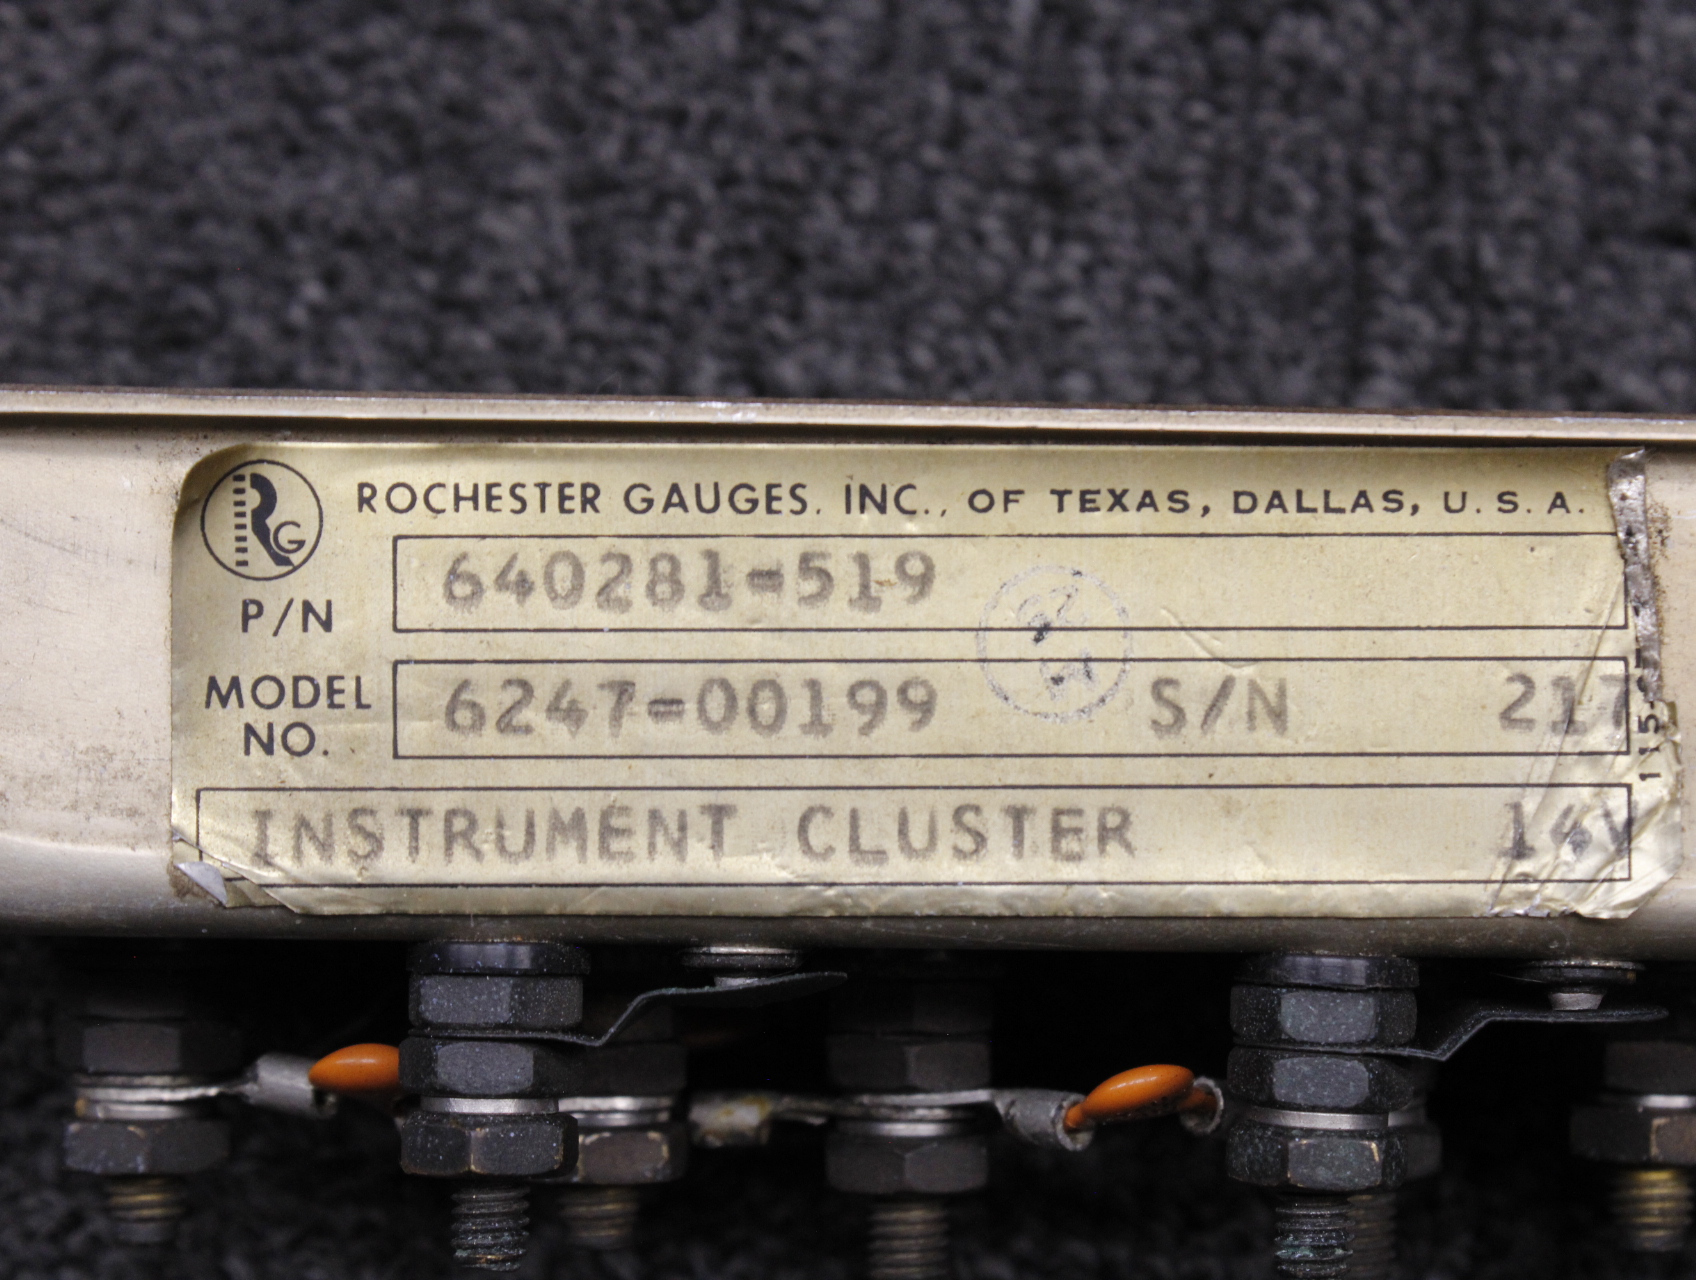 RG
ROCHESTER GAUGES. INC., OF TEXAS, DALLAS, U. S. A.
P/N 640281-519
MODEL NO. 6247-00199 S/N 217
INSTRUMENT CLUSTER 14V